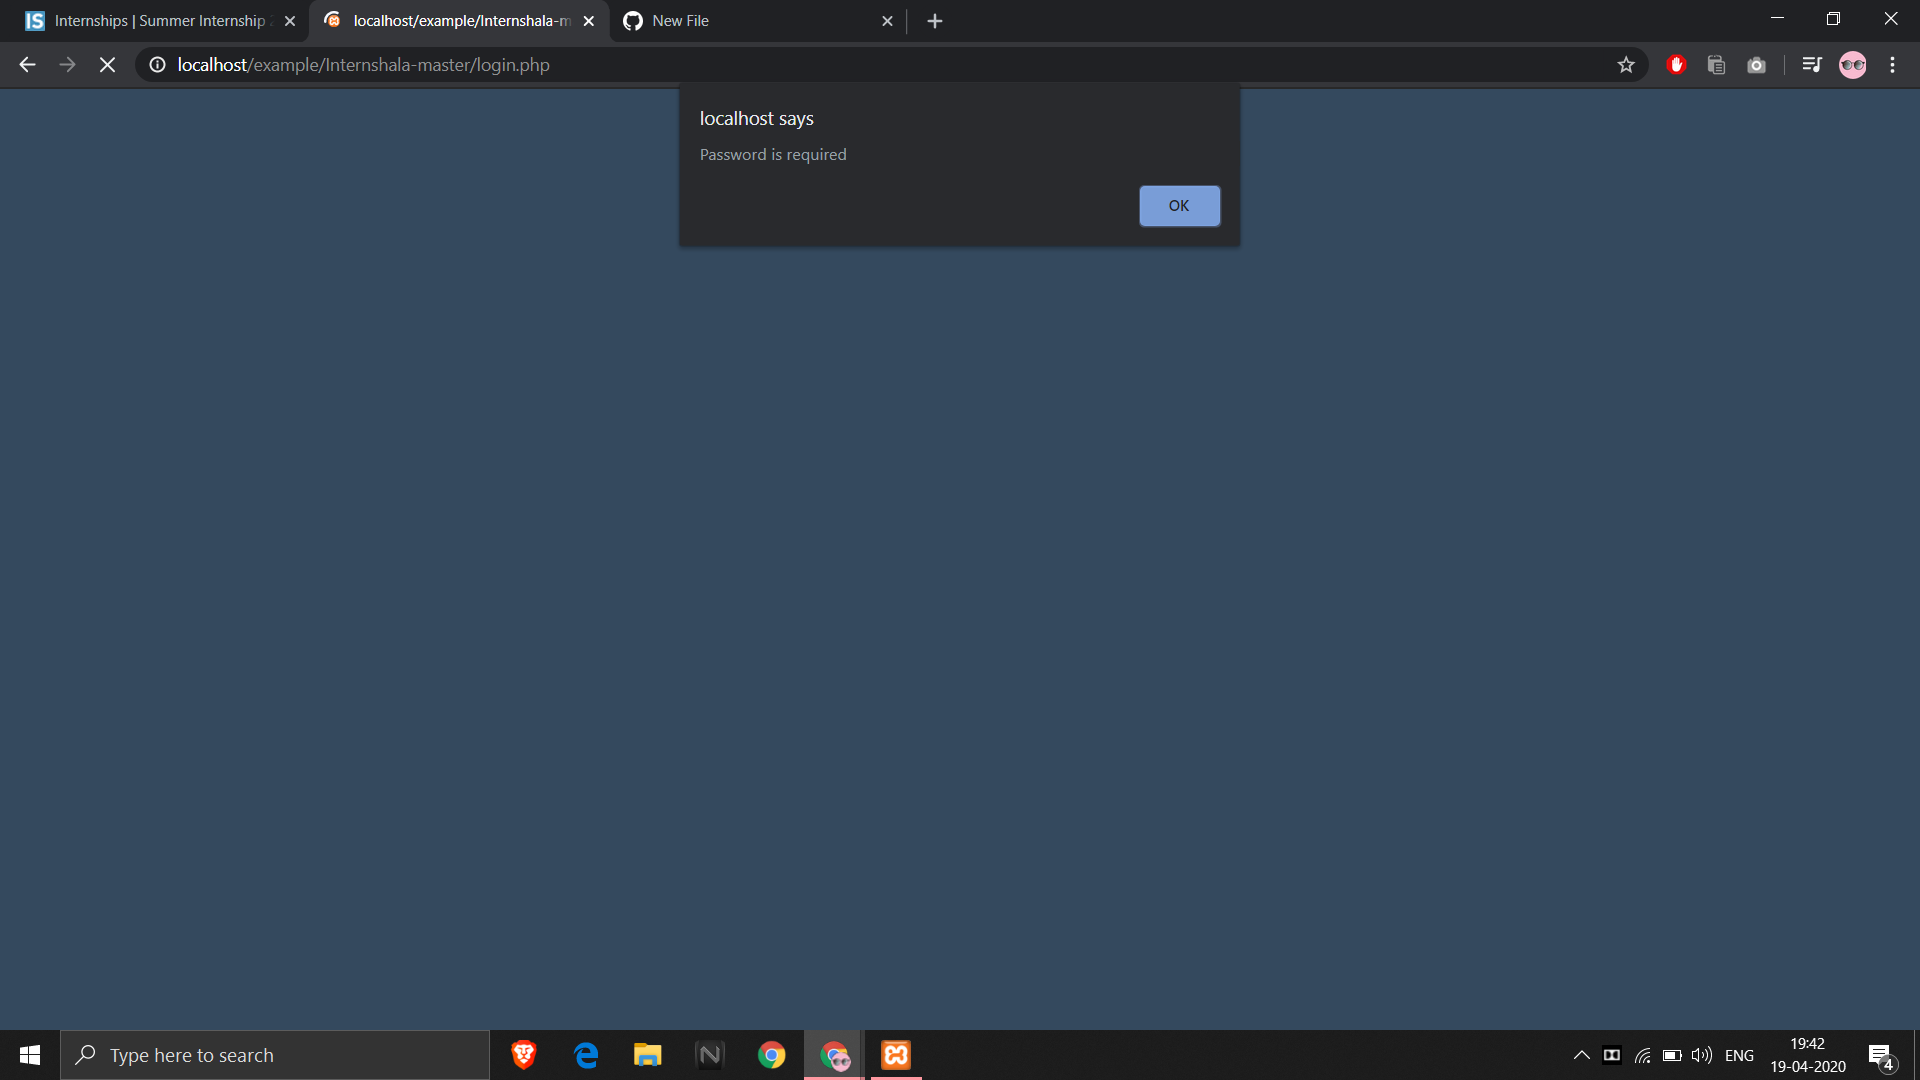 IS Internships | Summer Internship
localhost/example/Internshala-m
New File
localhost/example/Internshala-master/login.php
localhost says
Password is required
OK
Type here to search
ENG
19:42
19-04-2020
4